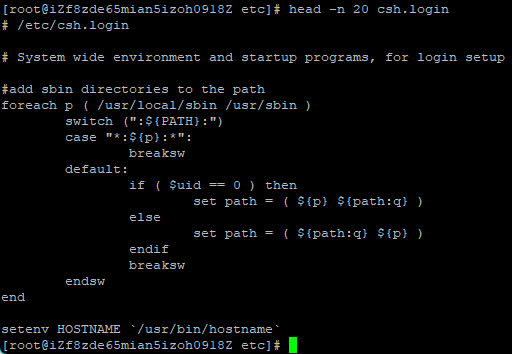 [root@iZf8zde65mian5izoh0918Z etc]# head -n 20 csh.login
# /etc/csh.login

# System wide environment and startup programs, for login setup

#add sbin directories to the path
foreach p ( /usr/local/sbin /usr/sbin )
        switch (":${PATH}:")
        case "*:${p}:*":
                breaksw
        default:
                if ( $uid == 0 ) then
                        set path = ( ${p} ${path:q} )
                else
                        set path = ( ${path:q} ${p} )
                endif
                breaksw
        endsw
end

setenv HOSTNAME `/usr/bin/hostname`
[root@iZf8zde65mian5izoh0918Z etc]#